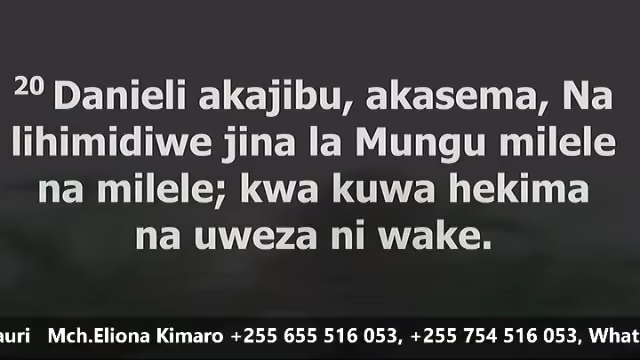 20 Danieli akajibu, akasema, Na
lihimidiwe jina la Mungu milele
na milele; kwa kuwa hekima
na uweza ni wake.
auri Mch.Eliona Kimaro +255 655 516 053, +255 754 516 053, What